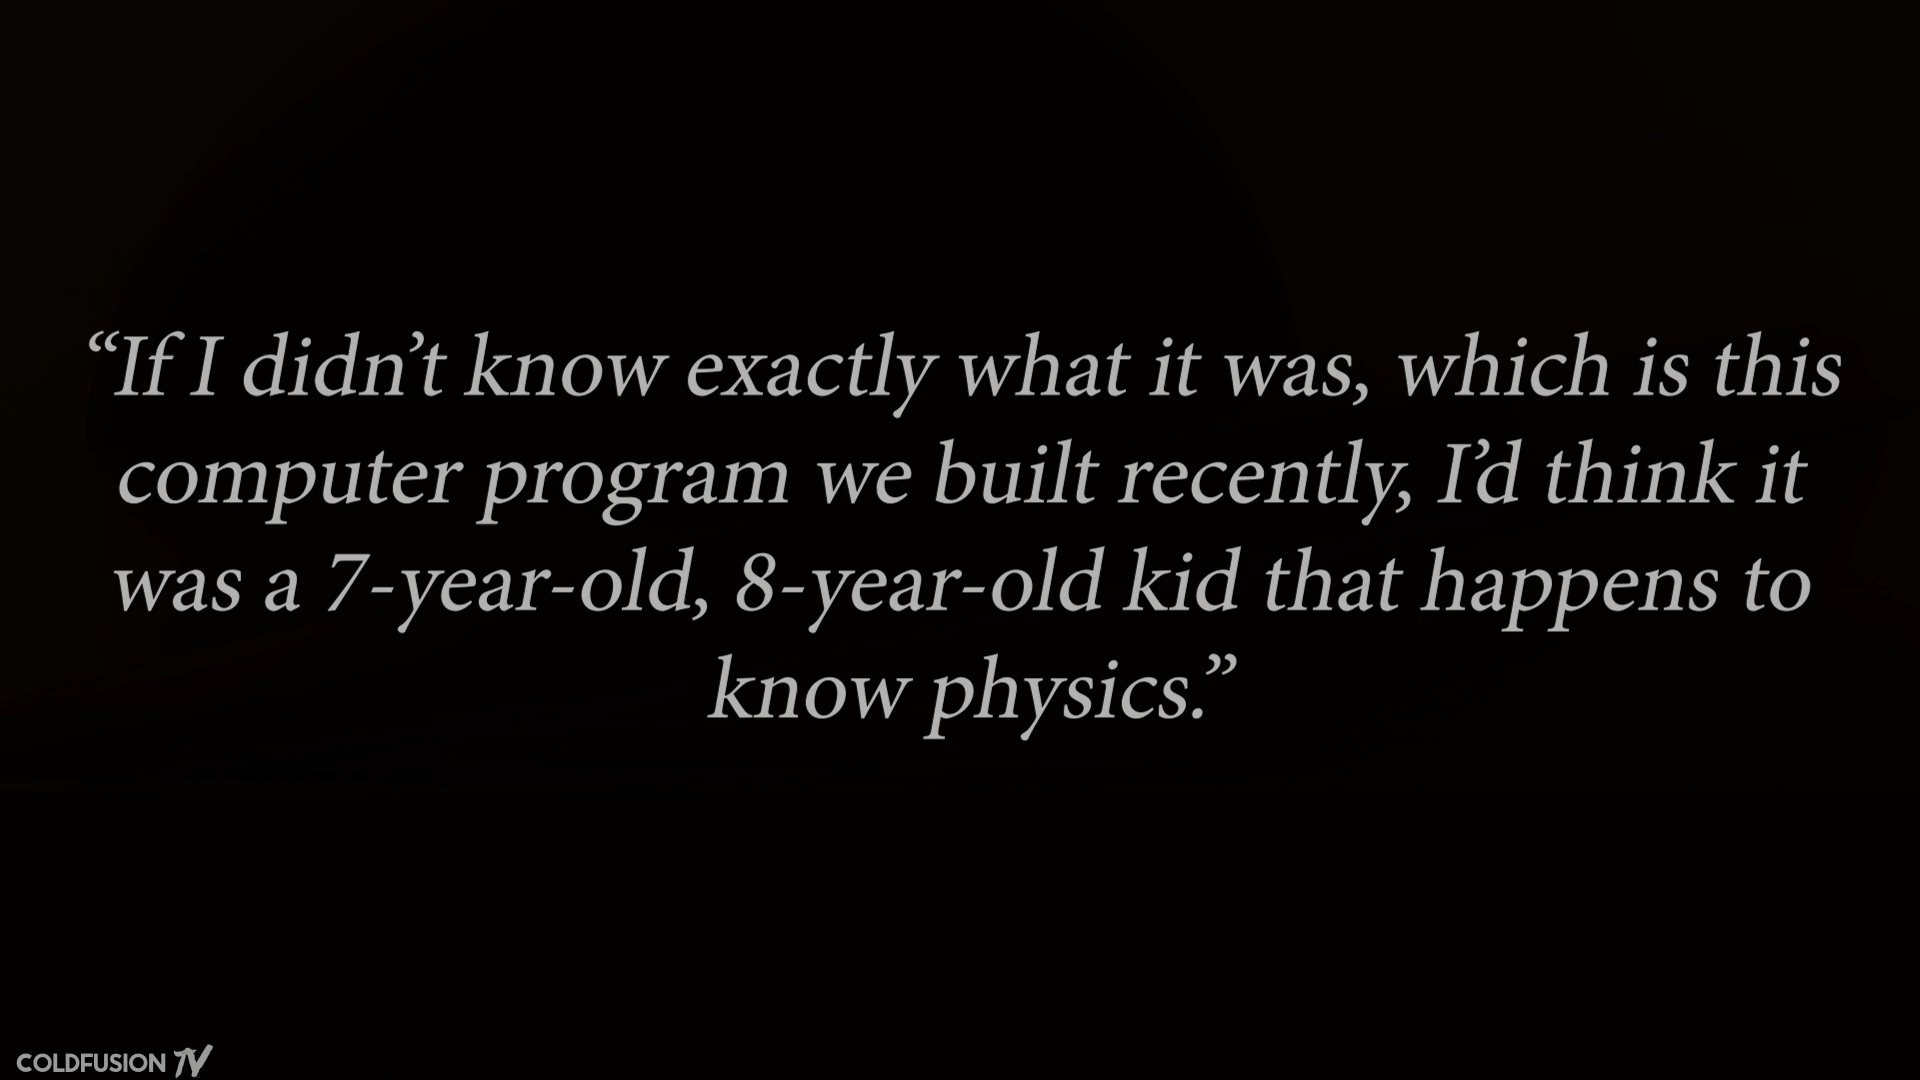 “If I didn’t know exactly what it was, which is this
computer program we built recently, I’d think it
was a 7-year-old, 8-year-old kid that happens to
know physics.”
COLDFUSION TV